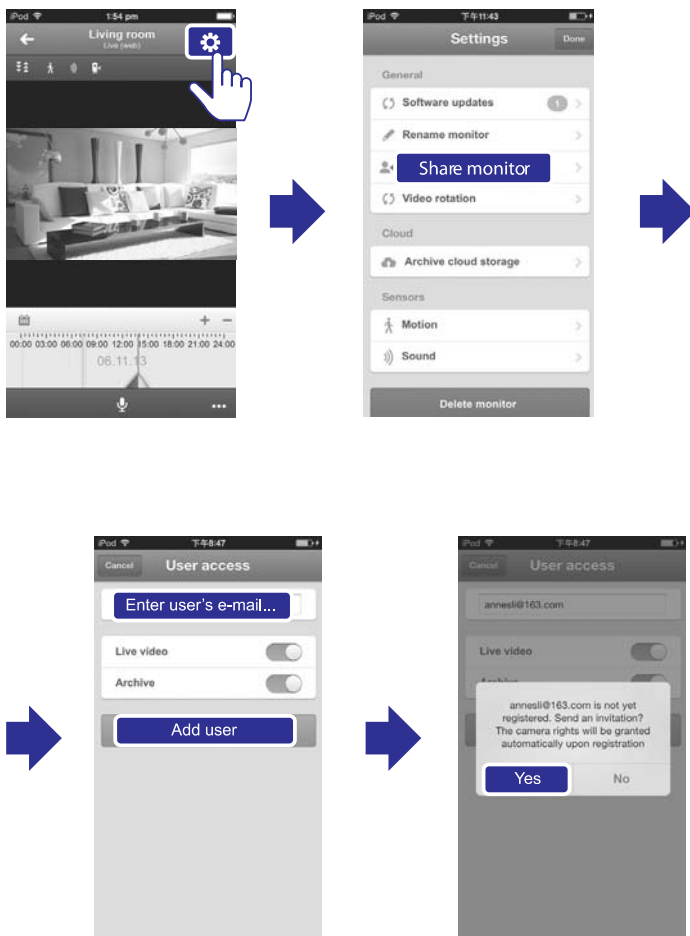 iPod 1:54 pm
Living room
Live (web)
00:00 03:00 06:00 09:00 12:00 15:00 18:00 21:00 24:00
06.11.13
iPod 下午11:43
Settings
Done
General
Software updates 1
Rename monitor
Share monitor
Video rotation
Cloud
Archive cloud storage
Sensors
Motion
Sound
Delete monitor
iPod 下午8:47
Cancel User access
Enter user's e-mail...
Live video
Archive
Add user
iPod 下午8:47
Cancel User access
annesli@163.com
Live video
Archive
annesli@163.com is not yet
registered. Send an invitation?
The camera rights will be granted
automatically upon registration
Yes No